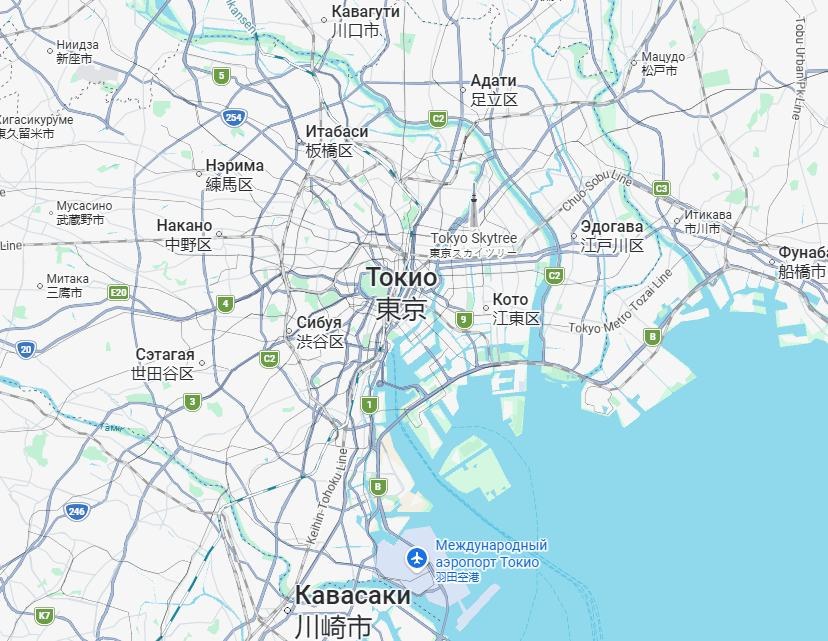 Кавагути
川口市
Ниидза
新座市
Мацудо
松戸市
Tobu Urban Pk Line
5
Адати
足立区
254
C2
Кигасикуруме
東久留米市
Итабаси
板橋区
Нэрима
練馬区
Chuo-Sobu Line
C3
Мусасино
武蔵野市
Накано
中野区
Line
Tokyo Skytree
東京スカイツリー
Эдогава
江戸川区
Итикава
市川市
Фунаба
船橋市
Митака
三鷹市
E20
4
Токио
東京
C2
Кото
江東区
9
Tokyo Metro Tozai Line
B
Сибуя
渋谷区
20
Сэтагая
世田谷区
C2
3
1
Keihin-Tohoku Line
B
246
Международный
аэропорт Токио
羽田空港
Кавасаки
川崎市
K7